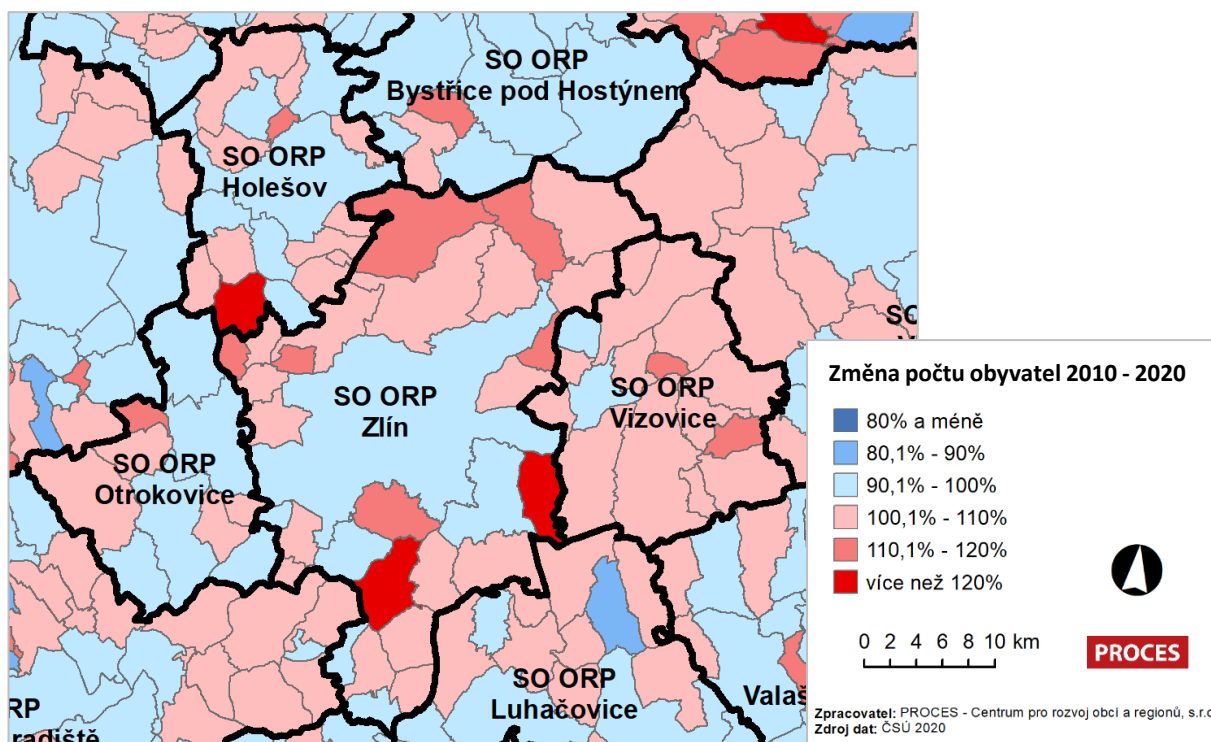 SO ORP
Bystřice pod Hostýnem
SO ORP
Holešov
SO
SO ORP
Zlín
SO ORP
Vizovice
SO ORP
Otrokovice
SO ORP
Luhačovice
Valaš
RP
radiště
Změna počtu obyvatel 2010 - 2020
80% a méně
80,1% - 90%
90,1% - 100%
100,1% - 110%
110,1% - 120%
více než 120%
0 2 4 6 8 10 km
PROCES
Zpracovatel: PROCES - Centrum pro rozvoj obcí a regionů, s.r.o
Zdroj dat: ČSÚ 2020